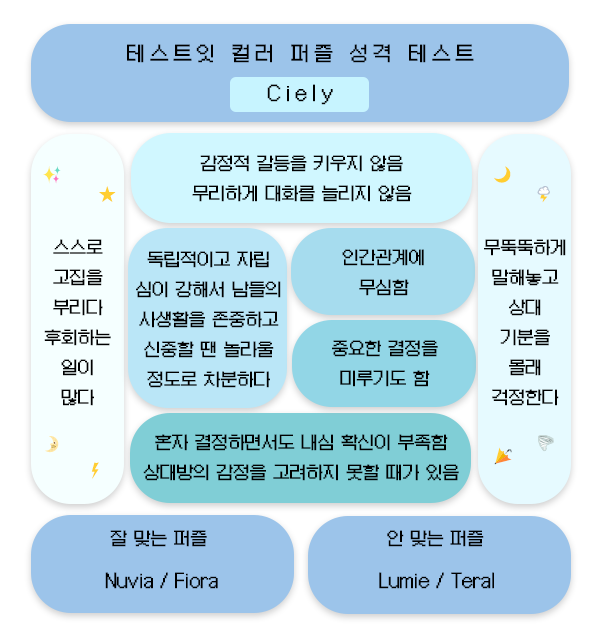 테스트잇 컬러 퍼즐 성격 테스트
Ciely
감정적 갈등을 키우지 않음
무리하게 대화를 늘리지 않음
스스로
고집을
부리다
후회하는
일이
많다
독립적이고 자립
심이 강해서 남들의
사생활을 존중하고
신중할 땐 놀라울
정도로 차분하다
인간관계에
무심함
중요한 결정을
미루기도 함
무뚝뚝하게
말해놓고
상대
기분을
몰래
걱정한다
혼자 결정하면서도 내심 확신이 부족함
상대방의 감정을 고려하지 못할 때가 있음
잘 맞는 퍼즐
Nuvia / Fiora
안 맞는 퍼즐
Lumie / Teral